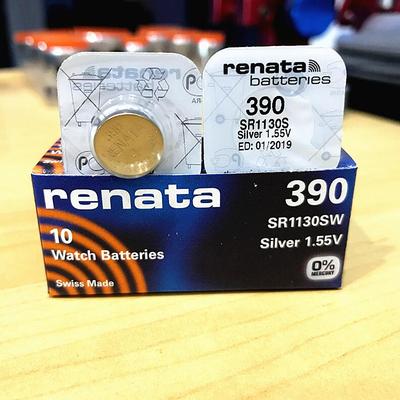 renata
batteries
390
SR1130S
Silver 1.55V
ED: 01/2019
renata
390
SR1130SW
10
Watch Batteries
Silver 1.55V
Swiss Made
0%
MERCURY